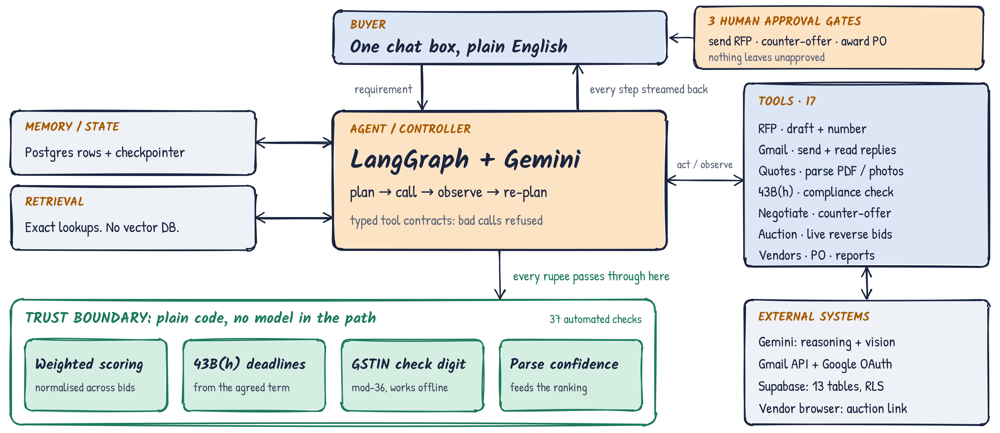 BUYER
One chat box, plain English
3 HUMAN APPROVAL GATES
send RFP · counter-offer · award PO
nothing leaves unapproved
requirement
every step streamed back
MEMORY / STATE
Postgres rows + checkpointer
RETRIEVAL
Exact lookups. No vector DB.
AGENT / CONTROLLER
LangGraph + Gemini
plan → call → observe → re-plan
typed tool contracts: bad calls refused
act / observe
TOOLS · 17
RFP · draft + number
Gmail · send + read replies
Quotes · parse PDF / photos
43B(h) · compliance check
Negotiate · counter-offer
Auction · live reverse bids
Vendors · PO · reports
every rupee passes through here
TRUST BOUNDARY: plain code, no model in the path
37 automated checks
Weighted scoring
normalised across bids
43B(h) deadlines
from the agreed term
GSTIN check digit
mod-36, works offline
Parse confidence
feeds the ranking
EXTERNAL SYSTEMS
Gemini: reasoning + vision
Gmail API + Google OAuth
Supabase: 13 tables, RLS
Vendor browser: auction link